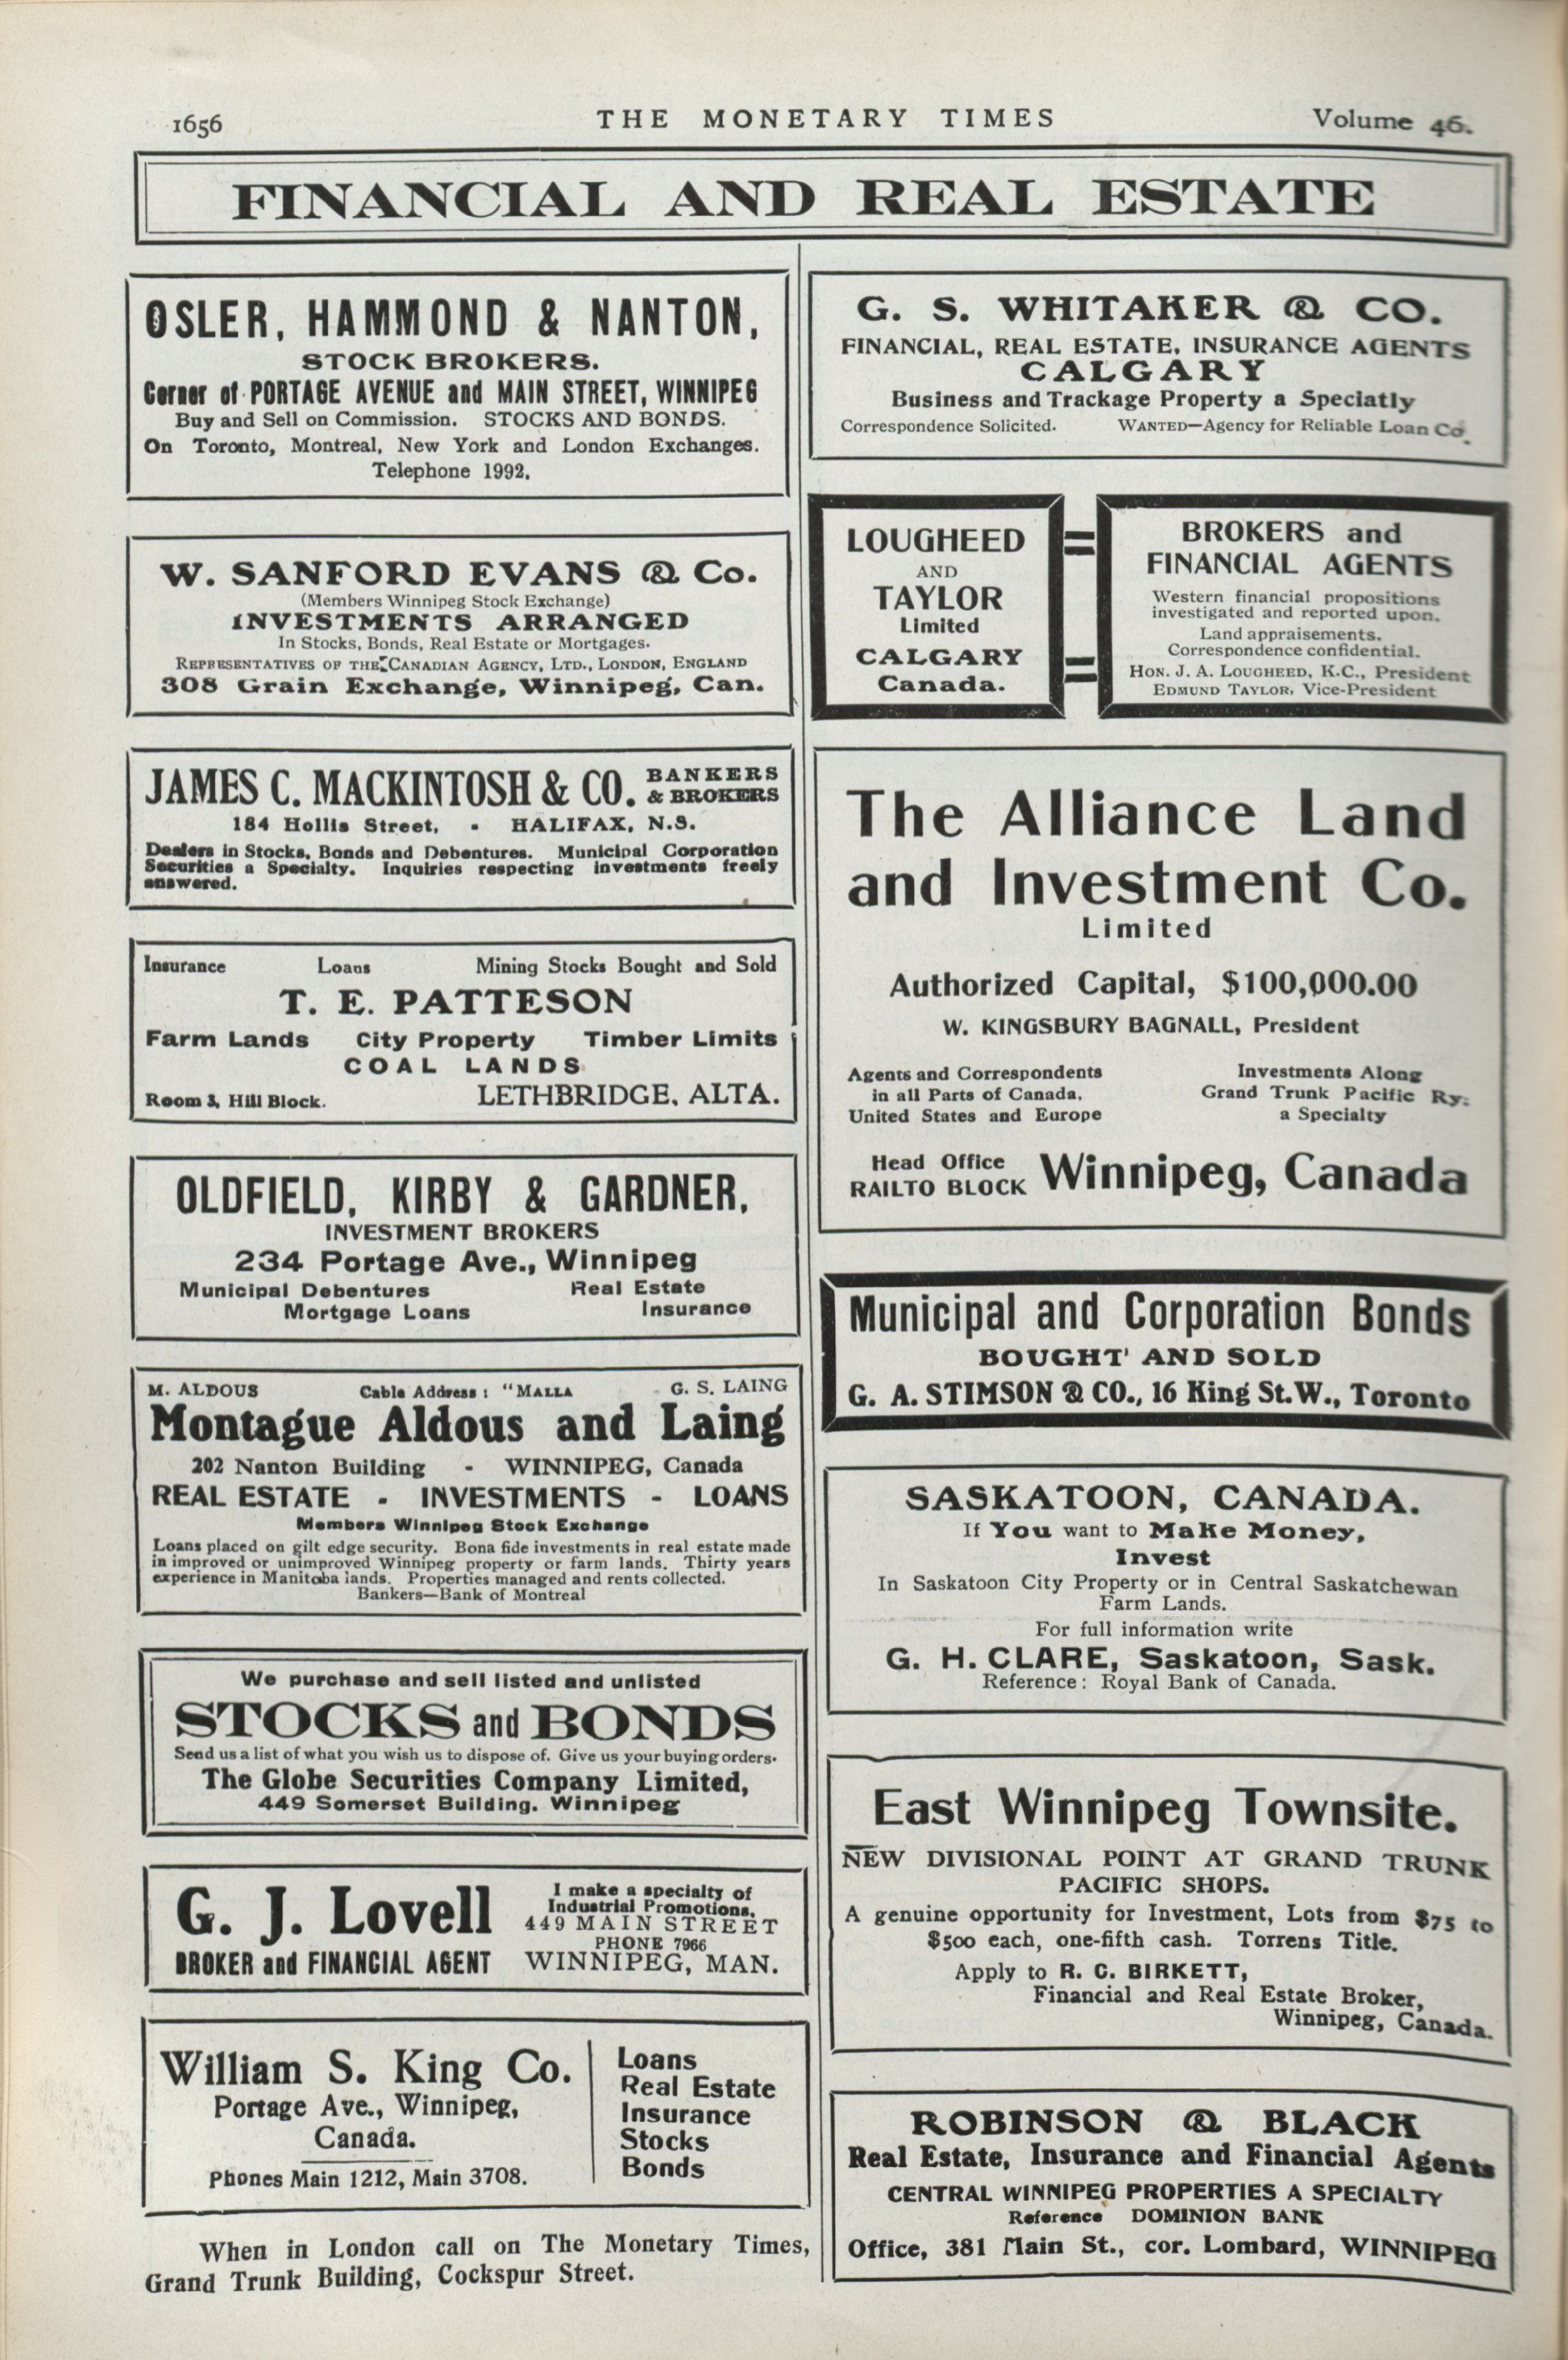 1656
THE MONETARY TIMES
Volume 46.
FINANCIAL AND REAL ESTATE
OSLER, HAMMOND & NANTON,
STOCK BROKERS.
Corner of PORTAGE AVENUE and MAIN STREET, WINNIPEG
Buy and Sell on Commission. STOCKS AND BONDS.
On Toronto, Montreal, New York and London Exchanges.
Telephone 1992.
W. SANFORD EVANS & Co.
(Members Winnipeg Stock Exchange)
INVESTMENTS ARRANGED
In Stocks, Bonds, Real Estate or Mortgages.
REPRESENTATIVES OF THE CANADIAN AGENCY, LTD., LONDON, ENGLAND
308 Grain Exchange, Winnipeg, Can.
JAMES C. MACKINTOSH & CO. BANKERS
& BROKERS
184 Hollis Street, - HALIFAX, N.S.
Dealers in Stocks, Bonds and Debentures. Municipal Corporation
Securities a Specialty. Inquiries respecting investments freely
answered.
Insurance Loans Mining Stocks Bought and Sold
T. E. PATTESON
Farm Lands City Property Timber Limits
COAL LANDS
Room 3, Hill Block. LETHBRIDGE, ALTA.
OLDFIELD, KIRBY & GARDNER,
INVESTMENT BROKERS
234 Portage Ave., Winnipeg
Municipal Debentures Real Estate
Mortgage Loans Insurance
M. ALDOUS Cable Address: "MALLA G. S. LAING
Montague Aldous and Laing
202 Nanton Building - WINNIPEG, Canada
REAL ESTATE - INVESTMENTS - LOANS
Members Winnipeg Stock Exchange
Loans placed on gilt edge security. Bona fide investments in real estate made
in improved or unimproved Winnipeg property or farm lands. Thirty years
experience in Manitoba lands. Properties managed and rents collected.
Bankers—Bank of Montreal
We purchase and sell listed and unlisted
STOCKS and BONDS
Send us a list of what you wish us to dispose of. Give us your buying orders.
The Globe Securities Company Limited,
449 Somerset Building. Winnipeg
G. J. Lovell
BROKER and FINANCIAL AGENT
I make a specialty of
Industrial Promotions.
449 MAIN STREET
PHONE 7966
WINNIPEG, MAN.
William S. King Co.
Portage Ave., Winnipeg,
Canada.
Phones Main 1212, Main 3708.
Loans
Real Estate
Insurance
Stocks
Bonds
When in London call on The Monetary Times,
Grand Trunk Building, Cockspur Street.
G. S. WHITAKER & CO.
FINANCIAL, REAL ESTATE, INSURANCE AGENTS
CALGARY
Business and Trackage Property a Speciatly
Correspondence Solicited. WANTED—Agency for Reliable Loan Co.
LOUGHEED
AND
TAYLOR
Limited
CALGARY
Canada.
BROKERS and
FINANCIAL AGENTS
Western financial propositions
investigated and reported upon.
Land appraisements.
Correspondence confidential.
HON. J. A. LOUGHEED, K.C., President
EDMUND TAYLOR, Vice-President
The Alliance Land
and Investment Co.
Limited
Authorized Capital, $100,000.00
W. KINGSBURY BAGNALL, President
Agents and Correspondents
in all Parts of Canada,
United States and Europe
Investments Along
Grand Trunk Pacific Ry.
a Specialty
Head Office
RAILTO BLOCK
Winnipeg, Canada
Municipal and Corporation Bonds
BOUGHT AND SOLD
G. A. STIMSON & CO., 16 King St. W., Toronto
SASKATOON, CANADA.
If You want to Make Money,
Invest
In Saskatoon City Property or in Central Saskatchewan
Farm Lands.
For full information write
G. H. CLARE, Saskatoon, Sask.
Reference: Royal Bank of Canada.
East Winnipeg Townsite.
NEW DIVISIONAL POINT AT GRAND TRUNK
PACIFIC SHOPS.
A genuine opportunity for Investment, Lots from $75 to
$500 each, one-fifth cash. Torrens Title.
Apply to R. C. BIRKETT,
Financial and Real Estate Broker,
Winnipeg, Canada.
ROBINSON & BLACK
Real Estate, Insurance and Financial Agents
CENTRAL WINNIPEG PROPERTIES A SPECIALTY
Reference DOMINION BANK
Office, 381 Main St., cor. Lombard, WINNIPEG